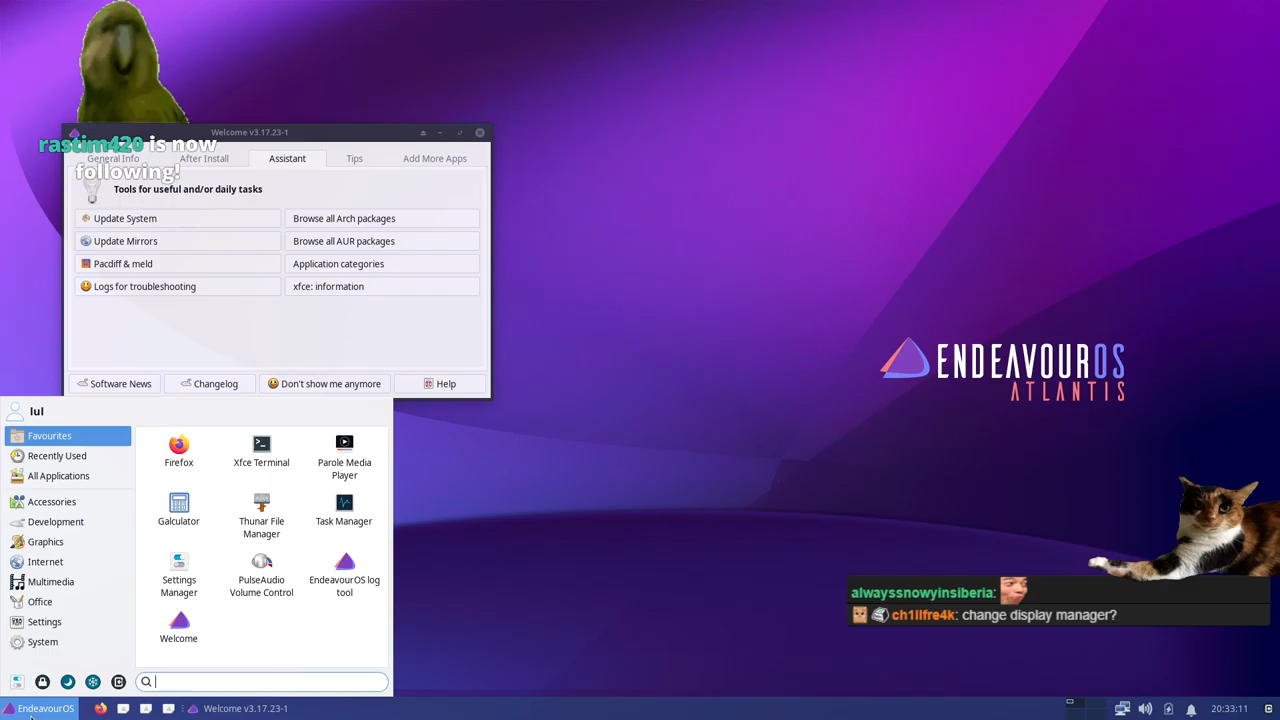 Welcome v3.17.23-1
rastim420 is now
following!
General Info
After Install
Assistant
Tips
Add More Apps
Tools for useful and/or daily tasks
Update System
Browse all Arch packages
Update Mirrors
Browse all AUR packages
Pacdiff & meld
Application categories
Logs for troubleshooting
xfce: information
Software News
Changelog
Don't show me anymore
Help
ENDEAVOUROS
ATLANTIS
lul
Favourites
Recently Used
All Applications
Accessories
Development
Graphics
Internet
Multimedia
Office
Settings
System
Firefox
Xfce Terminal
Parole Media
Player
Galculator
Thunar File
Manager
Task Manager
Settings
Manager
PulseAudio
Volume Control
EndeavourOS log
tool
Welcome
alwayssnowyinsiberia:
ch1llfre4k: change display manager?
EndeavourOS
Welcome v3.17.23-1
20:33:11